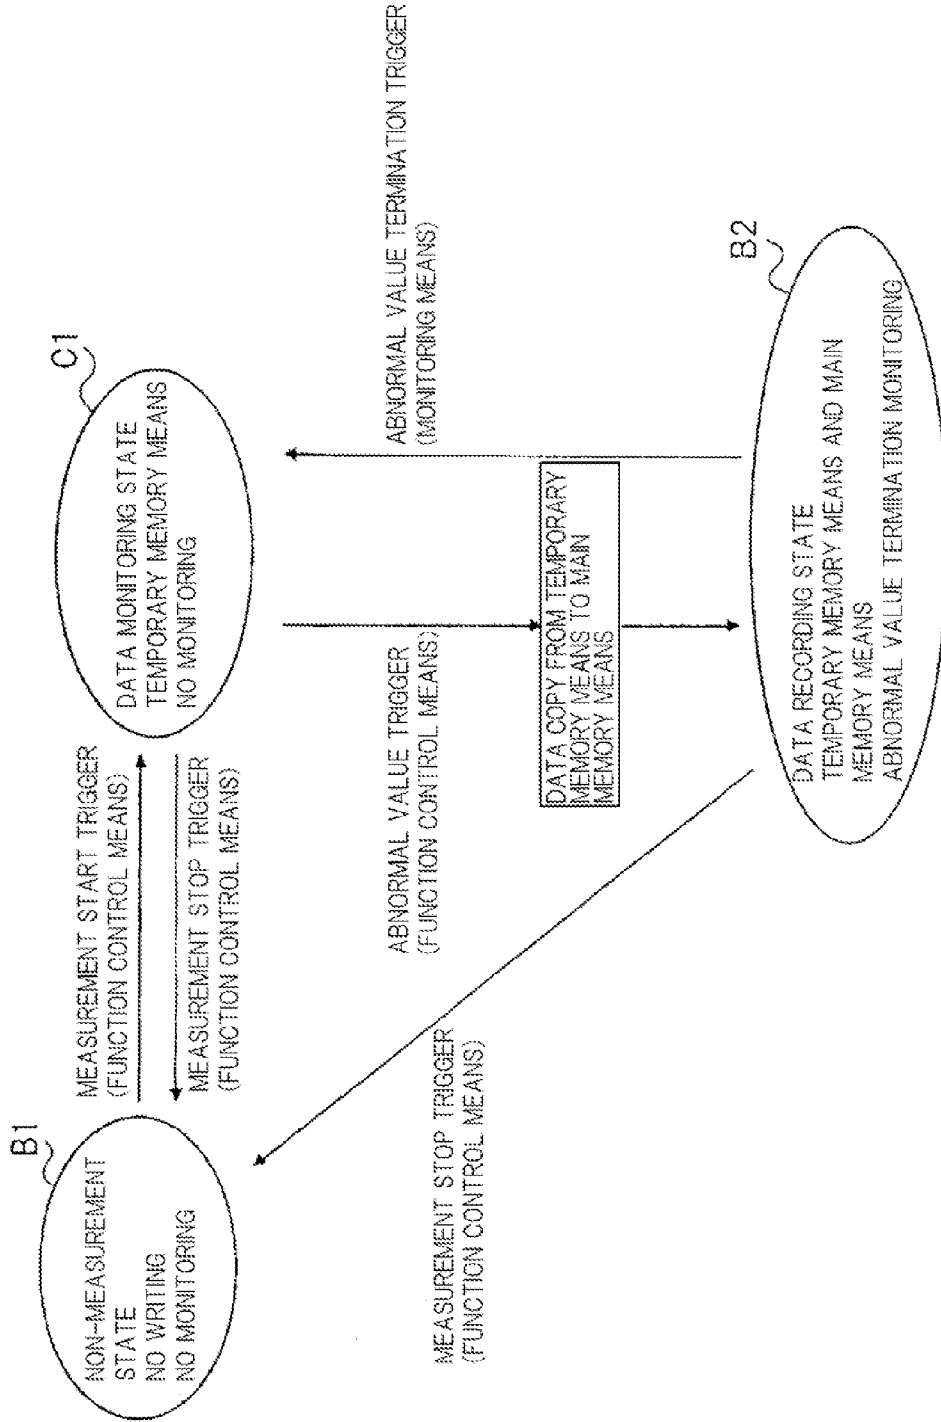 B1
NON-MEASUREMENT
STATE
NO WRITING
NO MONITORING
MEASUREMENT START TRIGGER
(FUNCTION CONTROL MEANS)
MEASUREMENT STOP TRIGGER
(FUNCTION CONTROL MEANS)
C1
DATA MONITORING STATE
TEMPORARY MEMORY MEANS
NO MONITORING
ABNORMAL VALUE TRIGGER
(FUNCTION CONTROL MEANS)
ABNORMAL VALUE TERMINATION TRIGGER
(MONITORING MEANS)
MEASUREMENT STOP TRIGGER
(FUNCTION CONTROL MEANS)
DATA COPY FROM TEMPORARY
MEMORY MEANS TO MAIN
MEMORY MEANS
B2
DATA RECORDING STATE
TEMPORARY MEMORY MEANS AND MAIN
MEMORY MEANS
ABNORMAL VALUE TERMINATION MONITORING